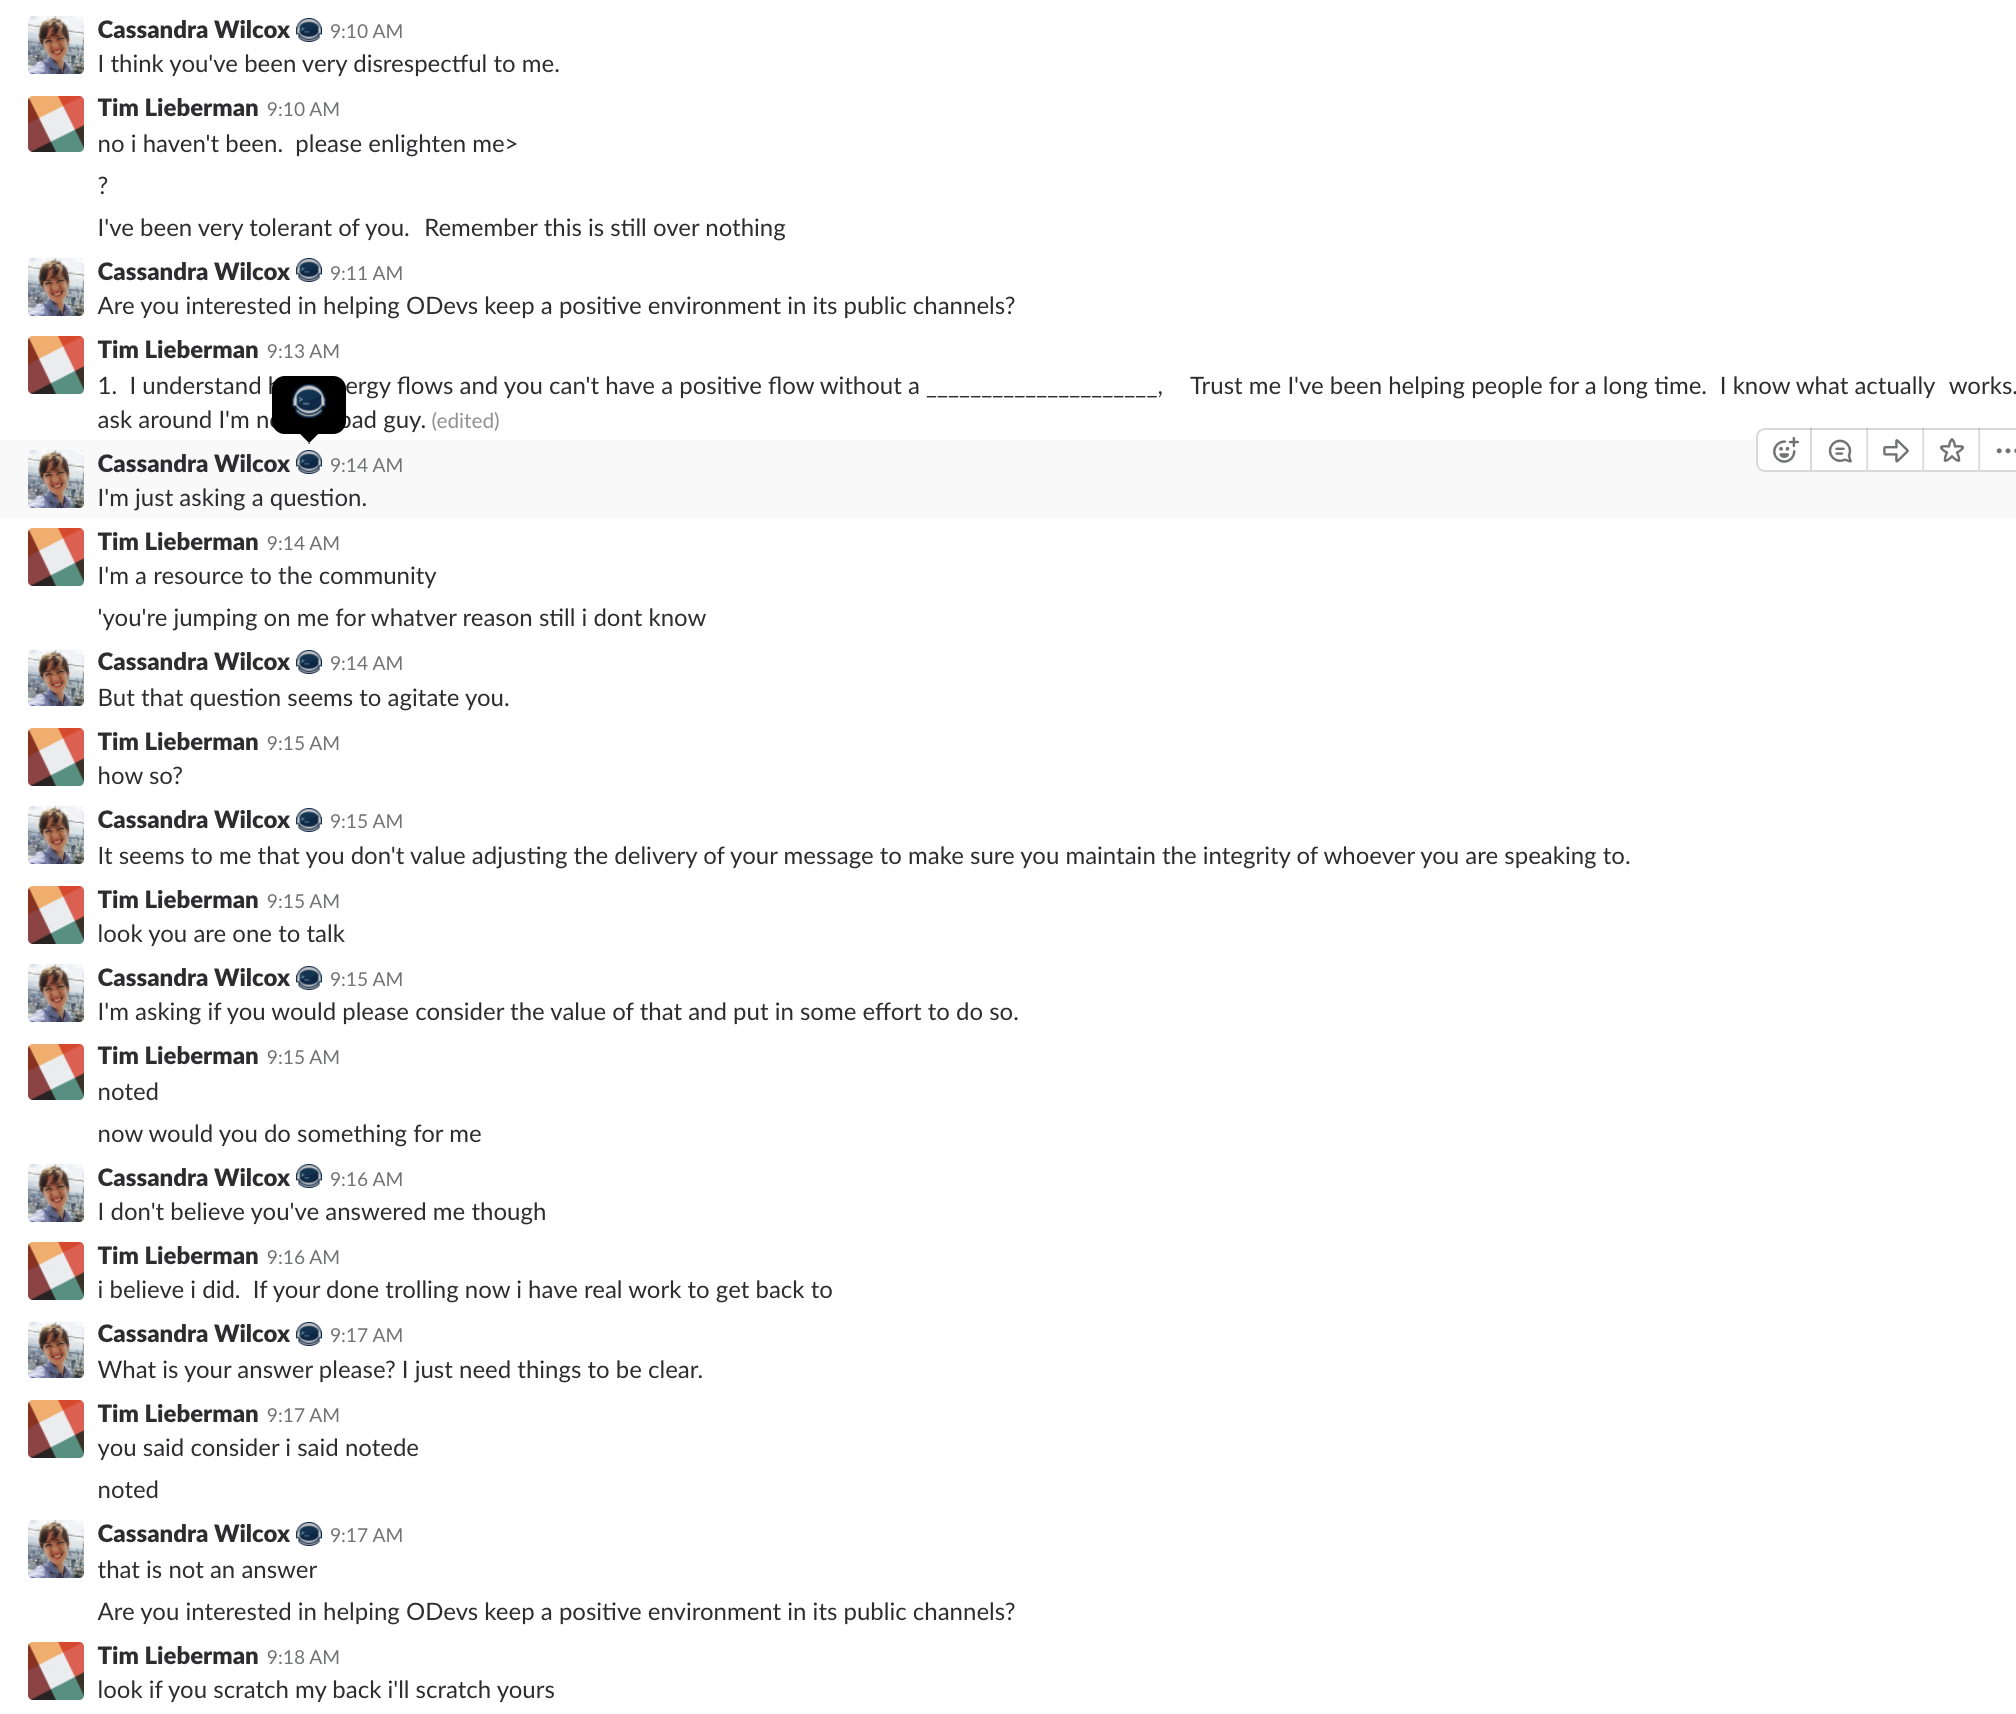 Cassandra Wilcox 9:10 AM
I think you've been very disrespectful to me.
Tim Lieberman 9:10 AM
no i haven't been.  please enlighten me>
?
I've been very tolerant of you.  Remember this is still over nothing
Cassandra Wilcox 9:11 AM
Are you interested in helping ODevs keep a positive environment in its public channels?
Tim Lieberman 9:13 AM
1.  I understand ergy flows and you can't have a positive flow without a _____________________,    Trust me I've been helping people for a long time.  I know what actually  works.
ask around I'm bad guy. (edited)
Cassandra Wilcox 9:14 AM
I'm just asking a question.
Tim Lieberman 9:14 AM
I'm a resource to the community
'you're jumping on me for whatver reason still i dont know
Cassandra Wilcox 9:14 AM
But that question seems to agitate you.
Tim Lieberman 9:15 AM
how so?
Cassandra Wilcox 9:15 AM
It seems to me that you don't value adjusting the delivery of your message to make sure you maintain the integrity of whoever you are speaking to.
Tim Lieberman 9:15 AM
look you are one to talk
Cassandra Wilcox 9:15 AM
I'm asking if you would please consider the value of that and put in some effort to do so.
Tim Lieberman 9:15 AM
noted
now would you do something for me
Cassandra Wilcox 9:16 AM
I don't believe you've answered me though
Tim Lieberman 9:16 AM
i believe i did.  If your done trolling now i have real work to get back to
Cassandra Wilcox 9:17 AM
What is your answer please? I just need things to be clear.
Tim Lieberman 9:17 AM
you said consider i said notede
noted
Cassandra Wilcox 9:17 AM
that is not an answer
Are you interested in helping ODevs keep a positive environment in its public channels?
Tim Lieberman 9:18 AM
look if you scratch my back i'll scratch yours